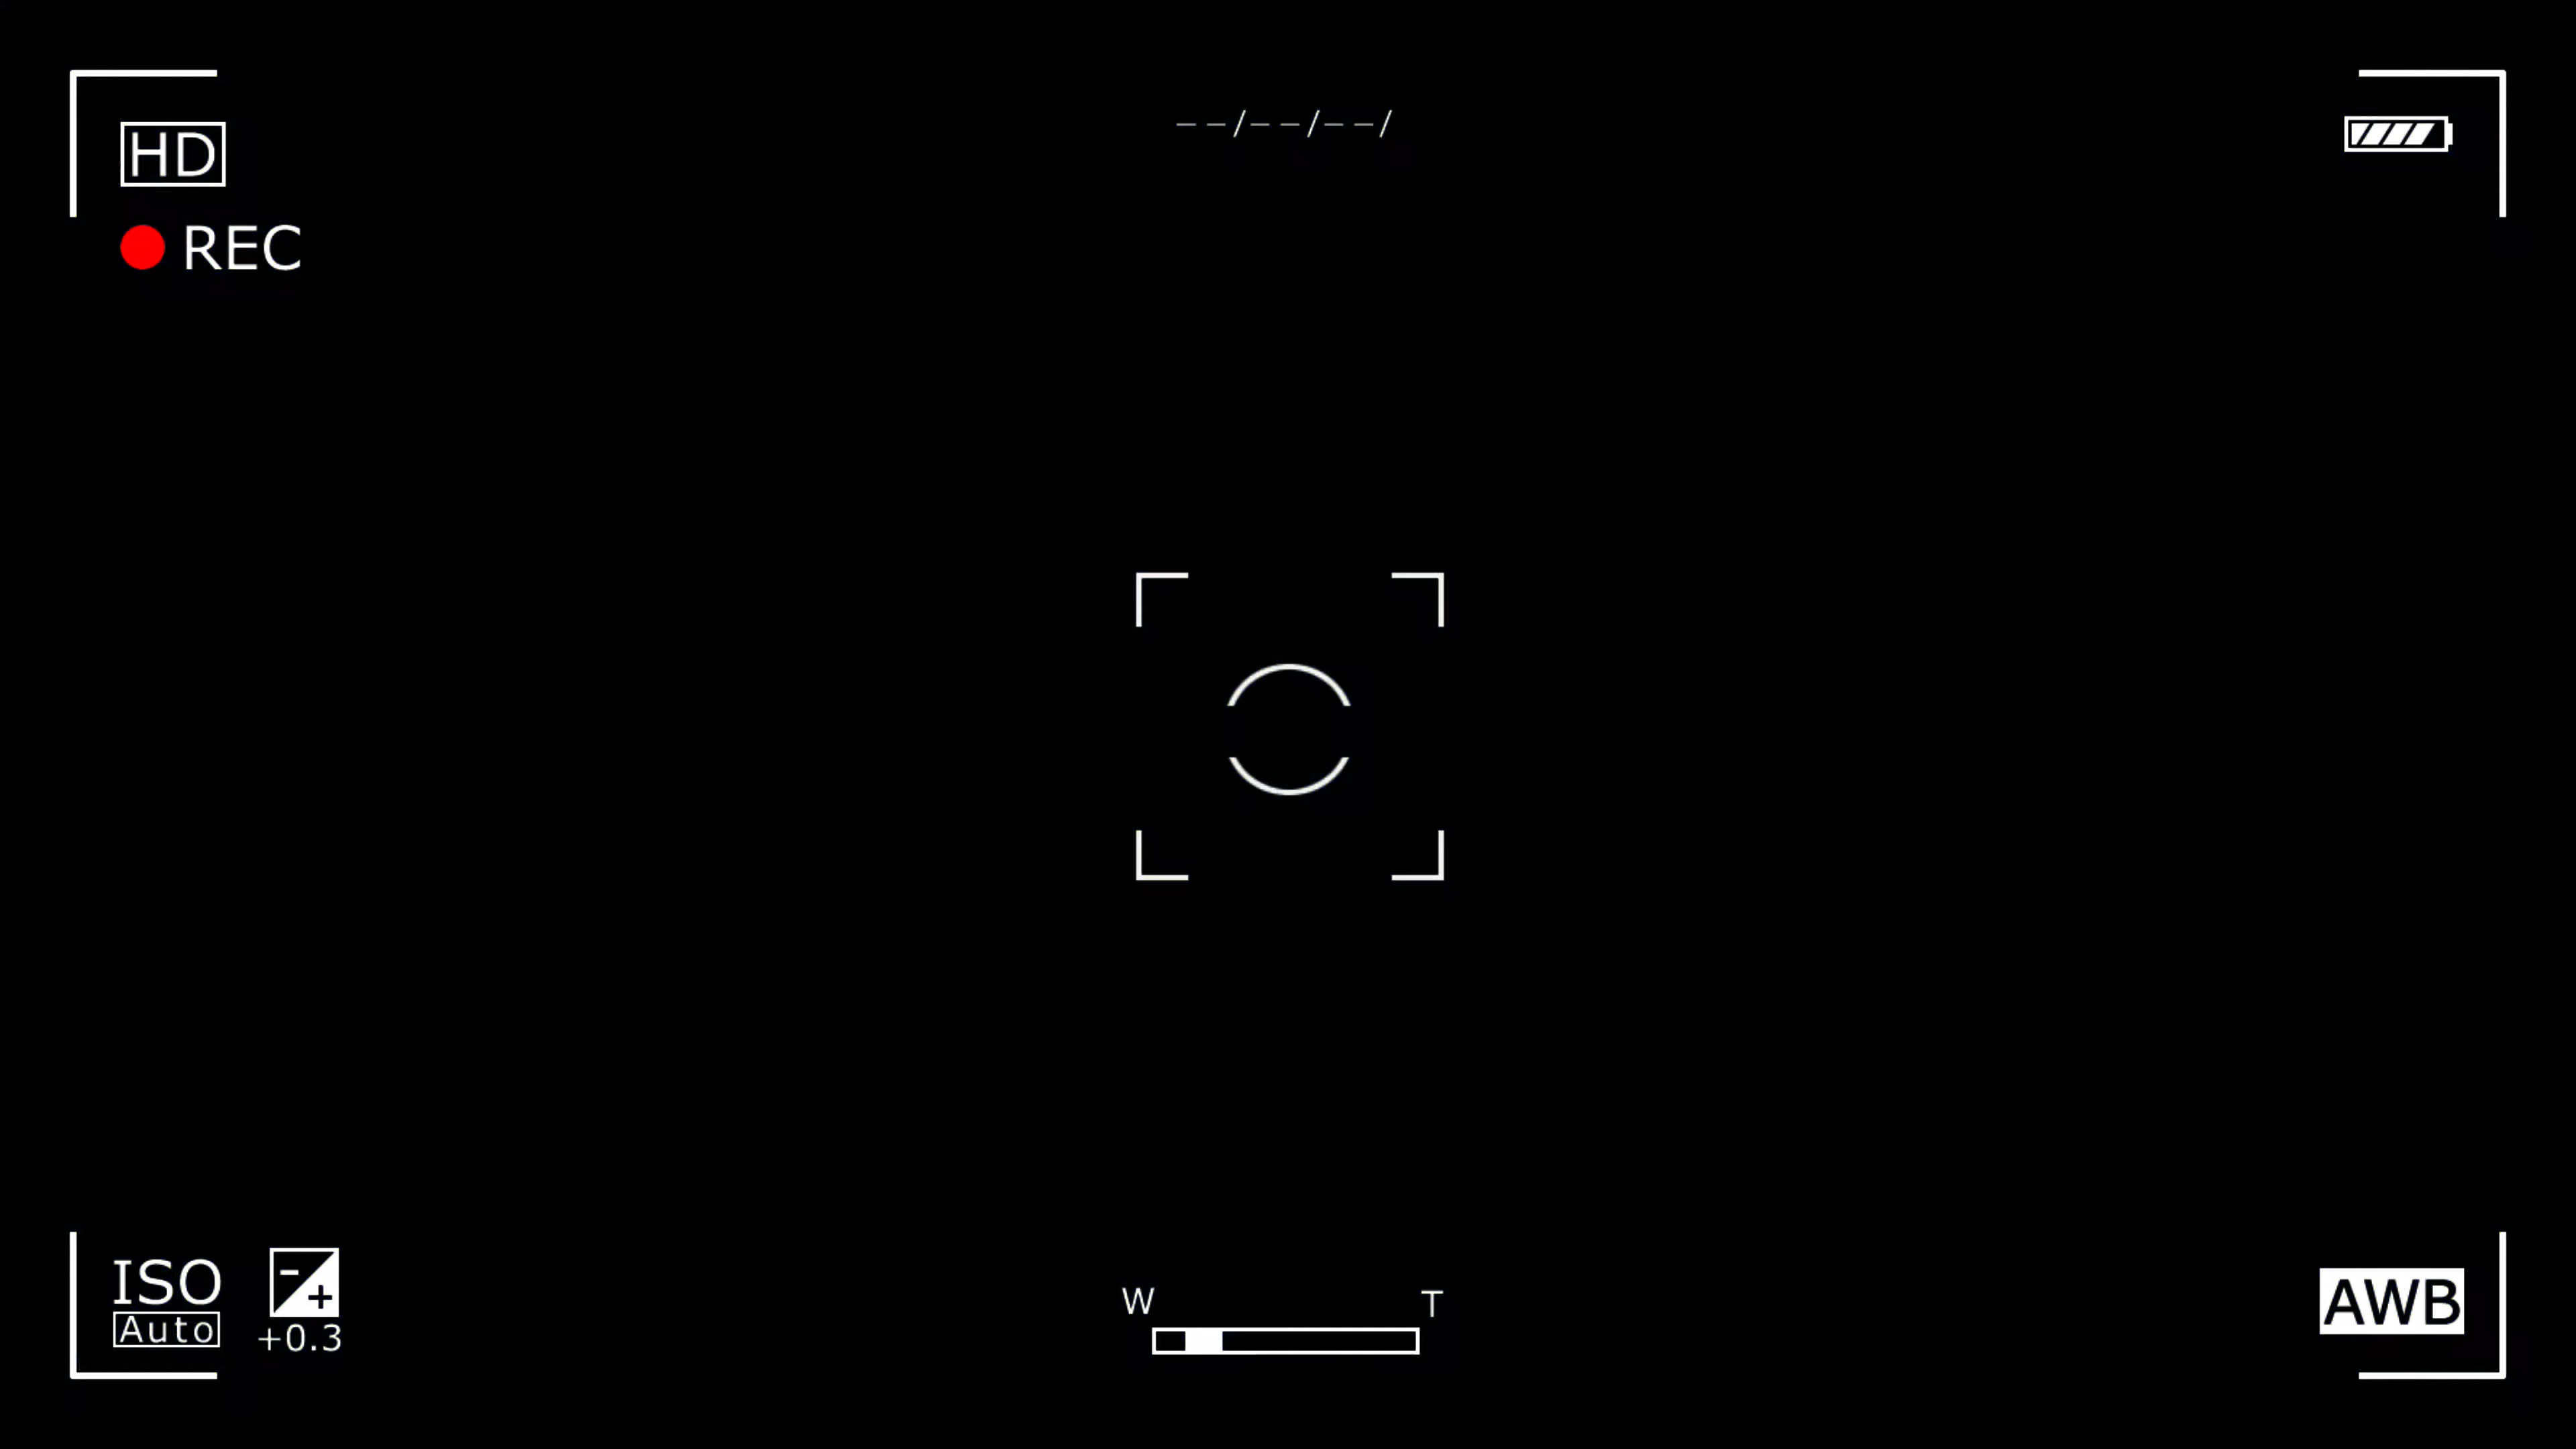 HD
--/--/--/
REC
ISO
Auto
- +
+0.3
W T
AWB